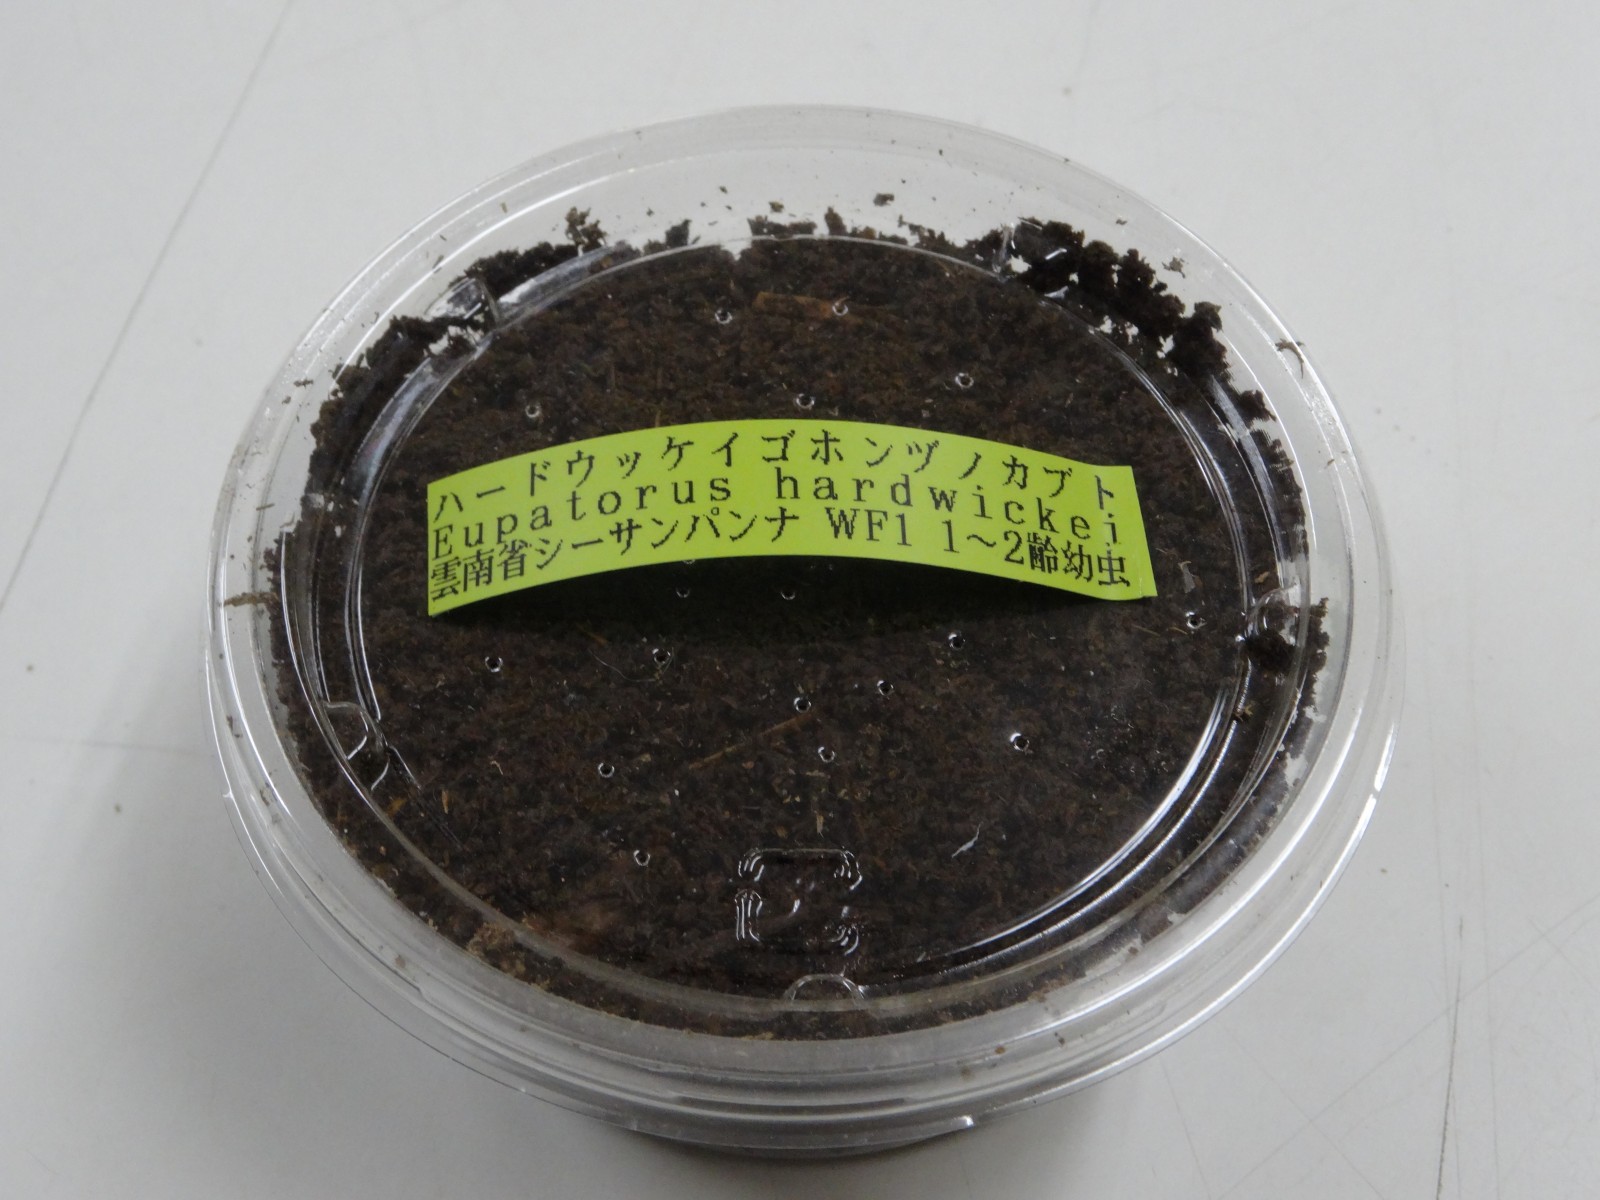 ハードウッケイゴホンヅノカブト
Eupatorus hardwickei
雲南省シーサンパンナ WF1 1～2齢幼虫